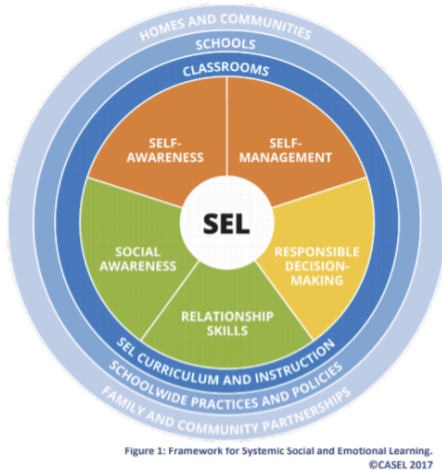 HOMES AND COMMUNITIES
SCHOOLS
CLASSROOMS
SELF-
AWARENESS
SELF-
MANAGEMENT
SEL
SOCIAL
AWARENESS
RESPONSIBLE
DECISION-
MAKING
RELATIONSHIP
SKILLS
SEL CURRICULUM AND INSTRUCTION
SCHOOLWIDE PRACTICES AND POLICIES
FAMILY AND COMMUNITY PARTNERSHIPS
Figure 1: Framework for Systemic Social and Emotional Learning.
©CASEL 2017